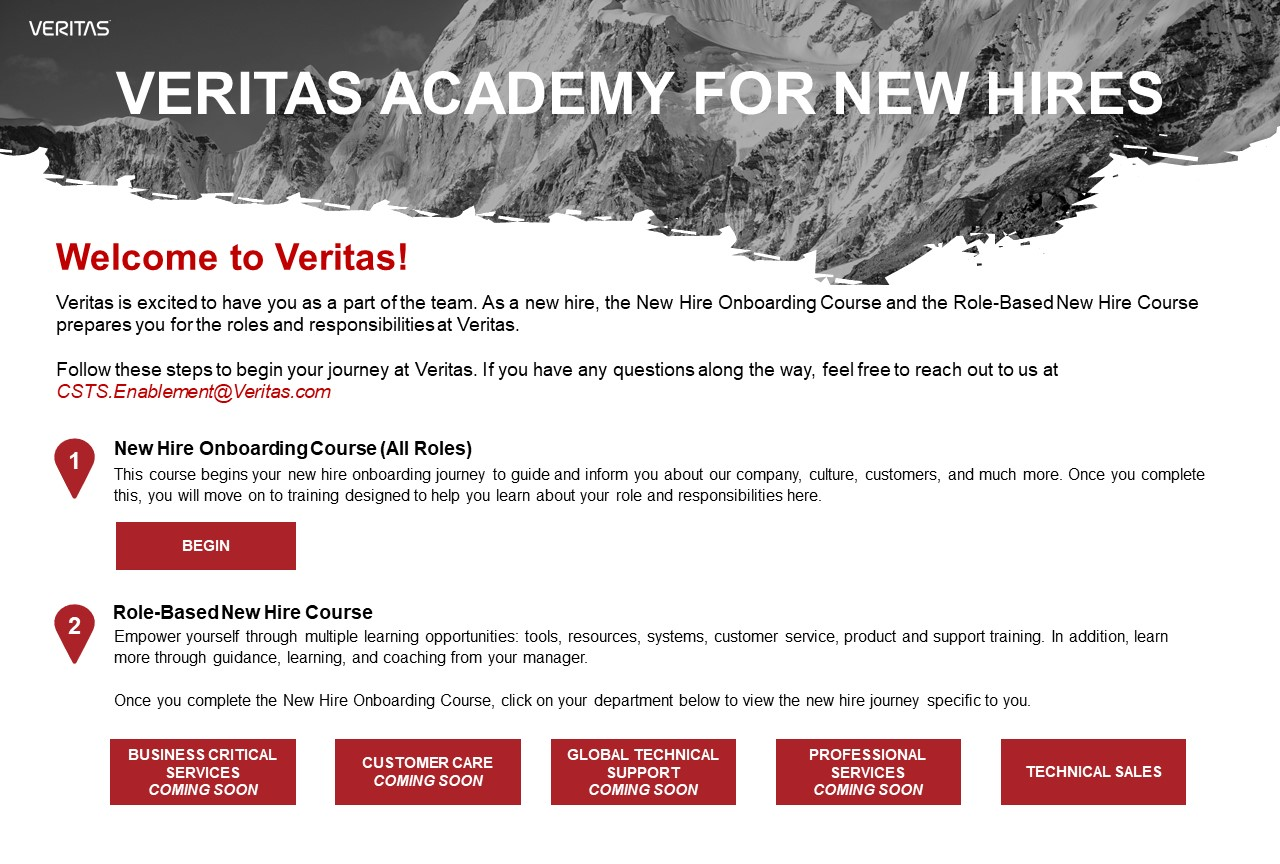 VERITAS
VERITAS ACADEMY FOR NEW HIRES
Welcome to Veritas!
Veritas is excited to have you as a part of the team. As a new hire, the New Hire Onboarding Course and the Role-Based New Hire Course
prepares you for the roles and responsibilities at Veritas.
Follow these steps to begin your journey at Veritas. If you have any questions along the way, feel free to reach out to us at
CSTS.Enablement@Veritas.com
1
New Hire Onboarding Course (All Roles)
This course begins your new hire onboarding journey to guide and inform you about our company, culture, customers, and much more. Once you complete
this, you will move on to training designed to help you learn about your role and responsibilities here.
BEGIN
2
Role-Based New Hire Course
Empower yourself through multiple learning opportunities: tools, resources, systems, customer service, product and support training. In addition, learn
more through guidance, learning, and coaching from your manager.
Once you complete the New Hire Onboarding Course, click on your department below to view the new hire journey specific to you.
BUSINESS CRITICAL
SERVICES
COMING SOON
CUSTOMER CARE
COMING SOON
GLOBAL TECHNICAL
SUPPORT
COMING SOON
PROFESSIONAL
SERVICES
COMING SOON
TECHNICAL SALES